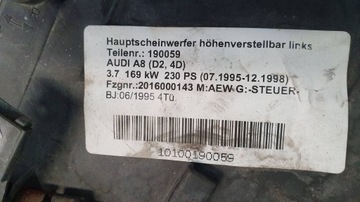 Hauptscheinwerfer höhenverstellbar links
Teilenr.: 190059
AUDI A8 (D2, 4D)
3.7 169 kW 230 PS (07.1995-12.1998)
Fzgnr.:2016000143 M:AEW G:-STEUER-
BJ:06/1995 4T0.
10100190059